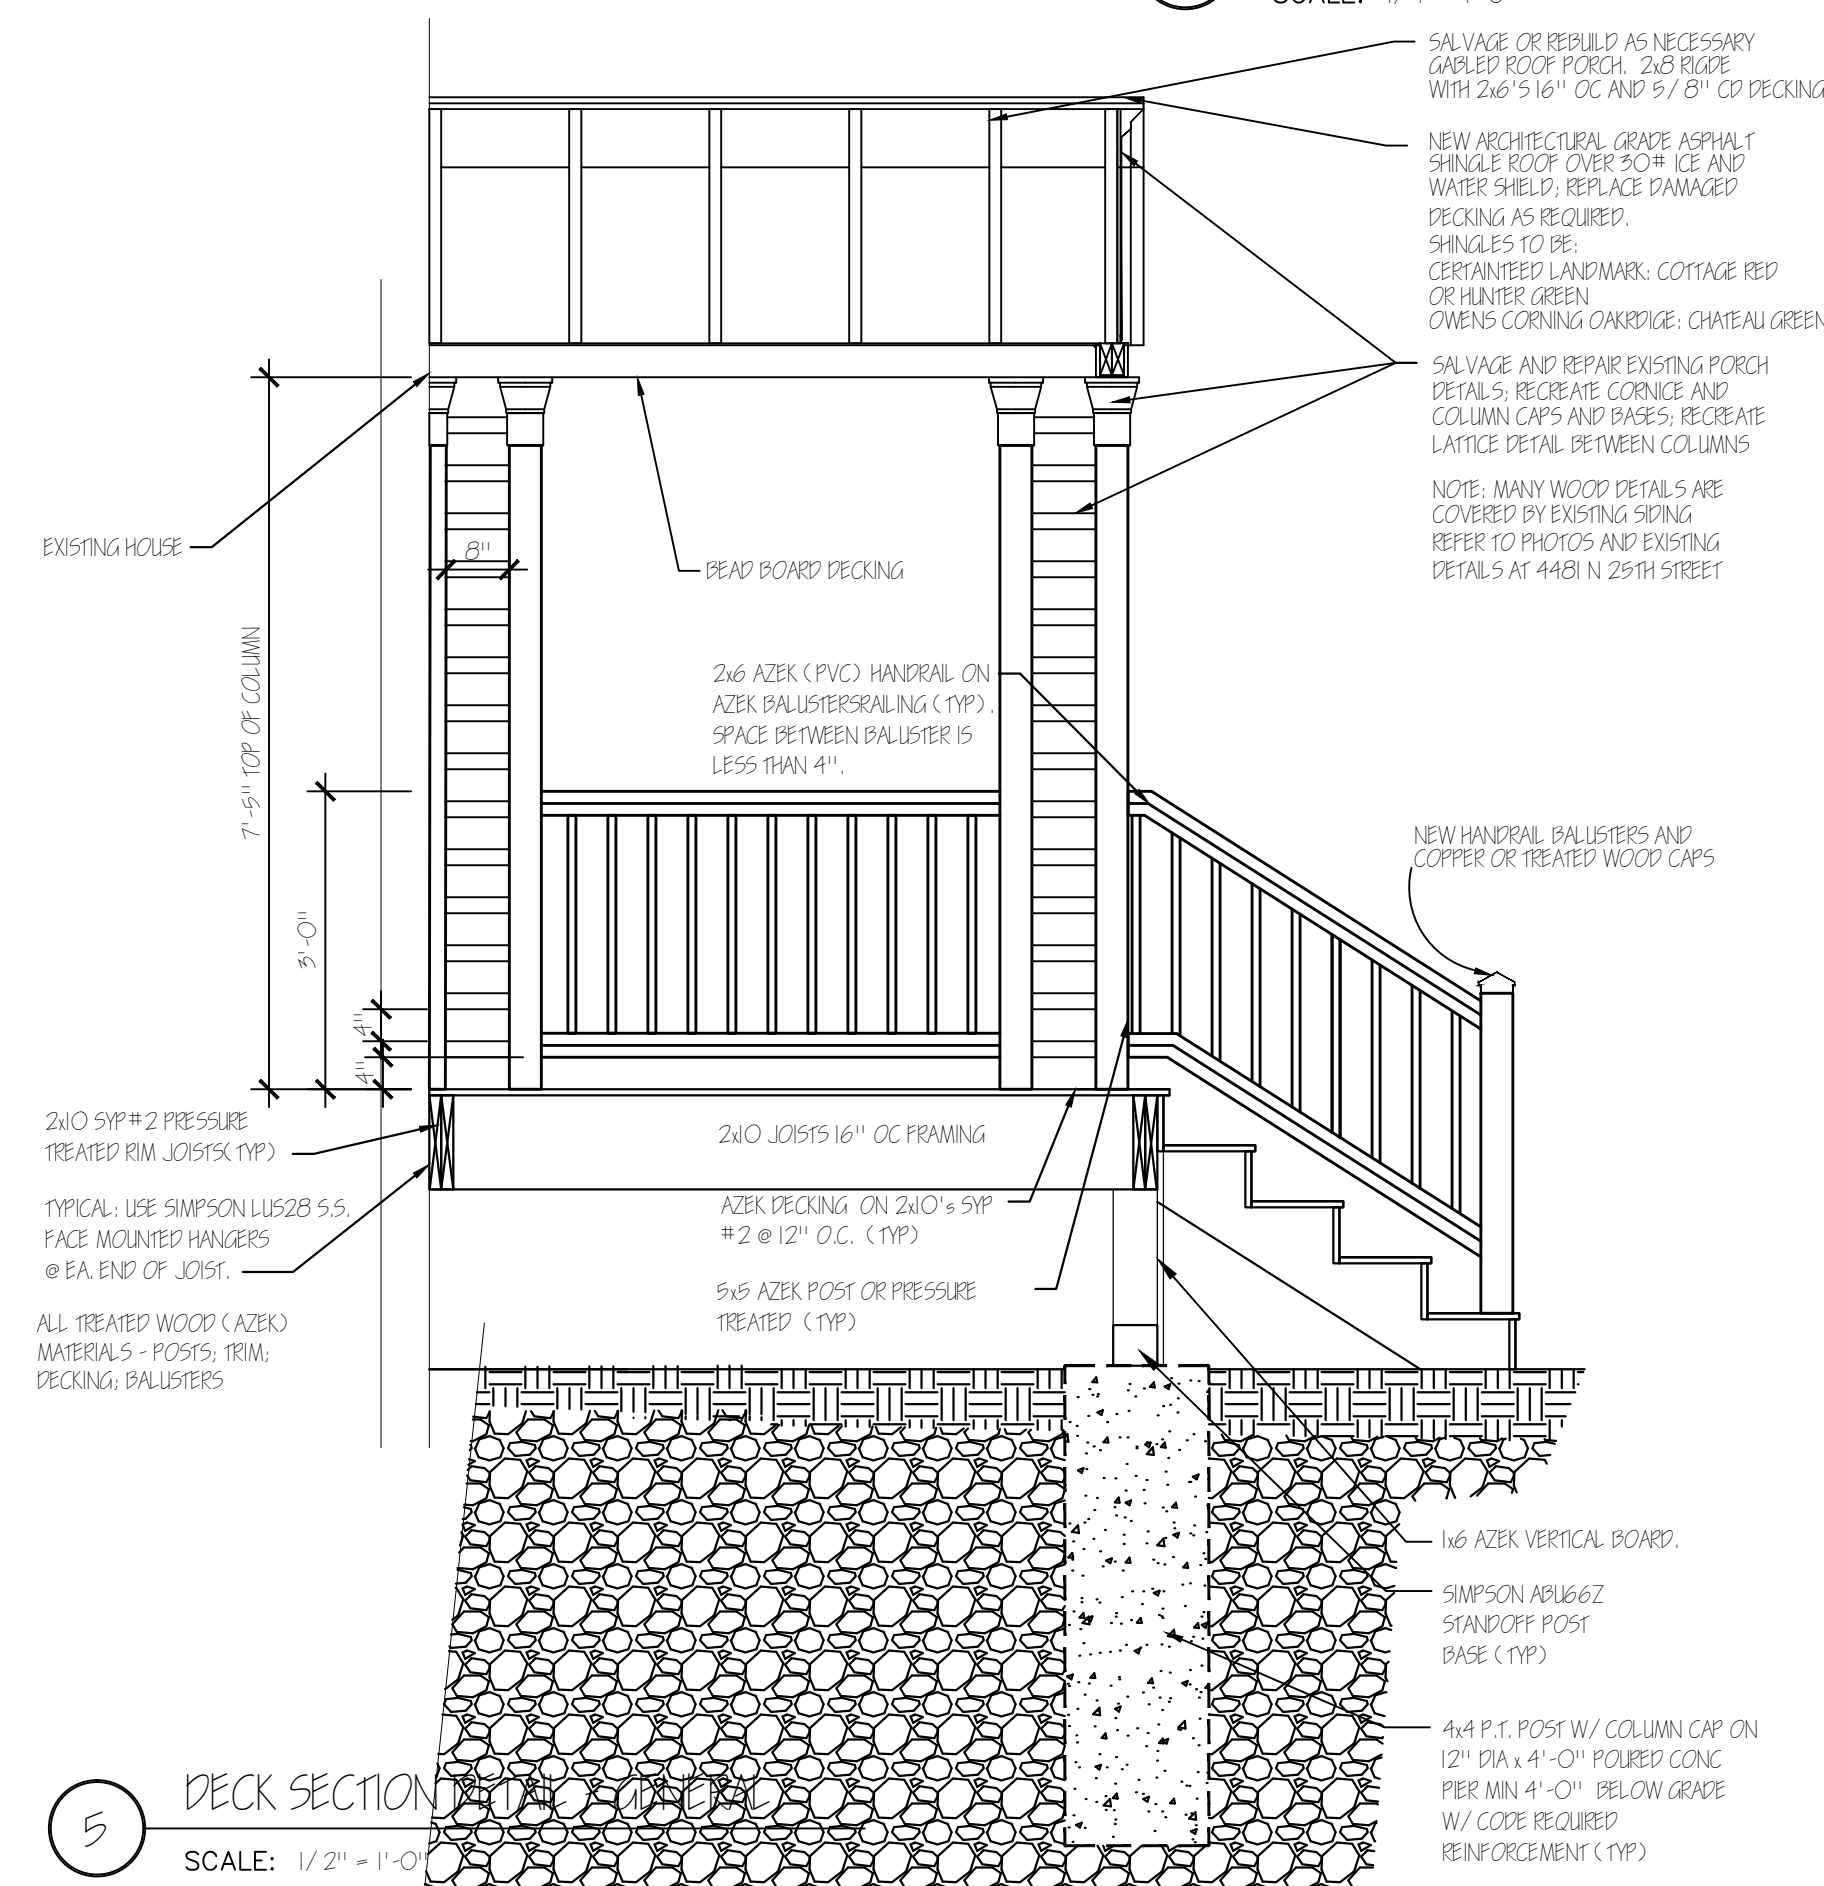 SALVAGE OR REBUILD AS NECESSARY
GABLED ROOF PORCH. 2x8 RIGDE
WITH 2x6'S 16" OC AND 5/8" CD DECKING
NEW ARCHITECTURAL GRADE ASPHALT
SHINGLE ROOF OVER 30# ICE AND
WATER SHIELD; REPLACE DAMAGED
DECKING AS REQUIRED.
SHINGLES TO BE:
CERTAINTEED LANDMARK: COTTAGE RED
OR HUNTER GREEN
OWENS CORNING OAKRDIGE: CHATEAU GREEN
SALVAGE AND REPAIR EXISTING PORCH
DETAILS; RECREATE CORNICE AND
COLUMN CAPS AND BASES; RECREATE
LATTICE DETAIL BETWEEN COLUMNS
NOTE: MANY WOOD DETAILS ARE
COVERED BY EXISTING SIDING
REFER TO PHOTOS AND EXISTING
DETAILS AT 4481 N 25TH STREET
EXISTING HOUSE
8"
BEAD BOARD DECKING
7'-5" TOP OF COLUMN
2x6 AZEK (PVC) HANDRAIL ON
AZEK BALUSTERSRAILING (TYP).
SPACE BETWEEN BALUSTER IS
LESS THAN 4".
NEW HANDRAIL BALUSTERS AND
COPPER OR TREATED WOOD CAPS
3'-0"
4"
4"
2x10 SYP#2 PRESSURE
TREATED RIM JOISTS(TYP)
2x10 JOISTS 16" OC FRAMING
TYPICAL: USE SIMPSON LUS28 S.S.
FACE MOUNTED HANGERS
@ EA. END OF JOIST.
AZEK DECKING ON 2x10's SYP
#2 @ 12" O.C. (TYP)
5x5 AZEK POST OR PRESSURE
TREATED (TYP)
ALL TREATED WOOD (AZEK)
MATERIALS - POSTS; TRIM;
DECKING; BALUSTERS
1x6 AZEK VERTICAL BOARD.
SIMPSON ABU66Z
STANDOFF POST
BASE (TYP)
4x4 P.T. POST W/ COLUMN CAP ON
12" DIA x 4'-0" POURED CONC
PIER MIN 4'-0" BELOW GRADE
W/ CODE REQUIRED
REINFORCEMENT (TYP)
5
DECK SECTION DETAIL - GENERAL
SCALE: 1/2" = 1'-0"